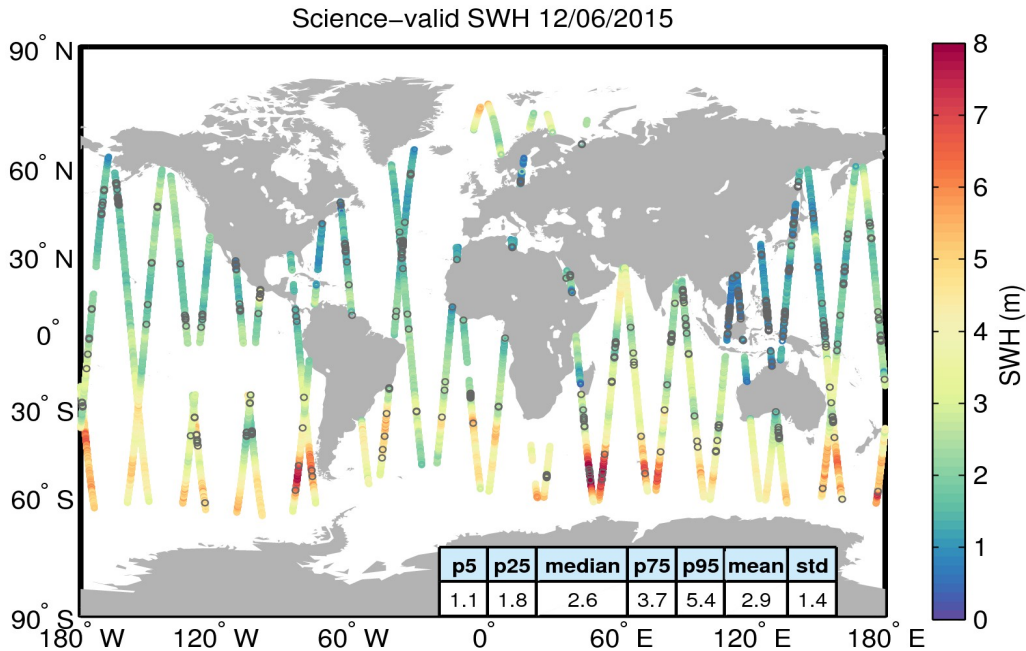 Science−valid SWH 12/06/2015
90° N
60° N
30° N
0°
30° S
60° S
90° S
180° W
120° W
60° W
0°
60° E
120° E
180° E
p5 p25 median p75 p95 mean std
1.1 1.8 2.6 3.7 5.4 2.9 1.4
8
7
6
5
4
3
2
1
0
SWH (m)